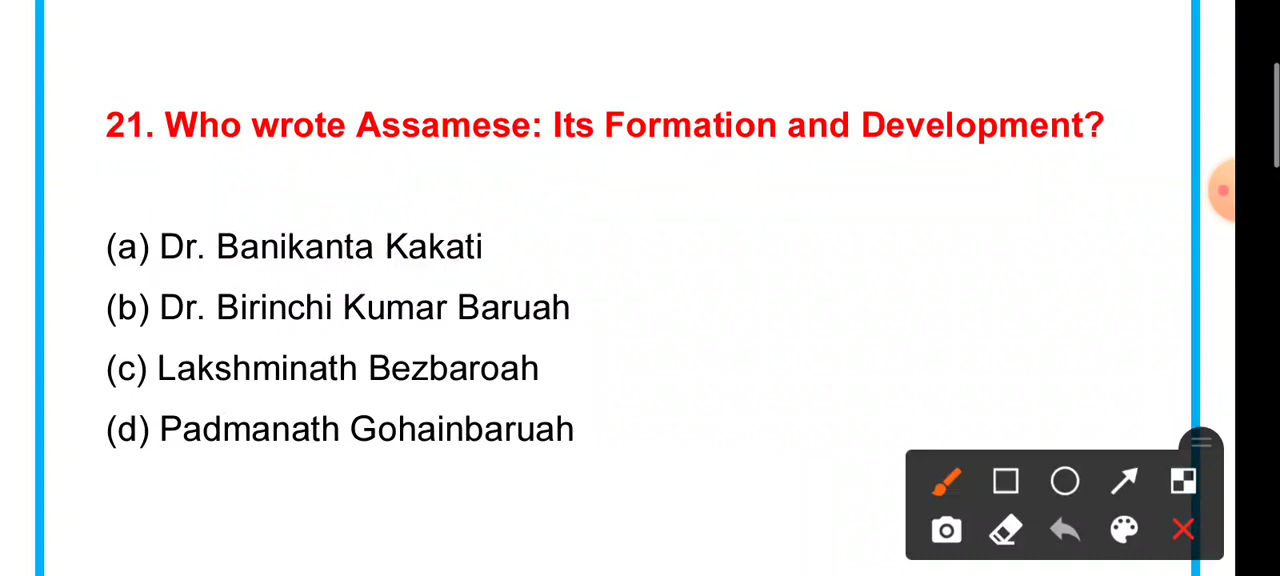 21. Who wrote Assamese: Its Formation and Development?
(a) Dr. Banikanta Kakati
(b) Dr. Birinchi Kumar Baruah
(c) Lakshminath Bezbaroah
(d) Padmanath Gohainbaruah